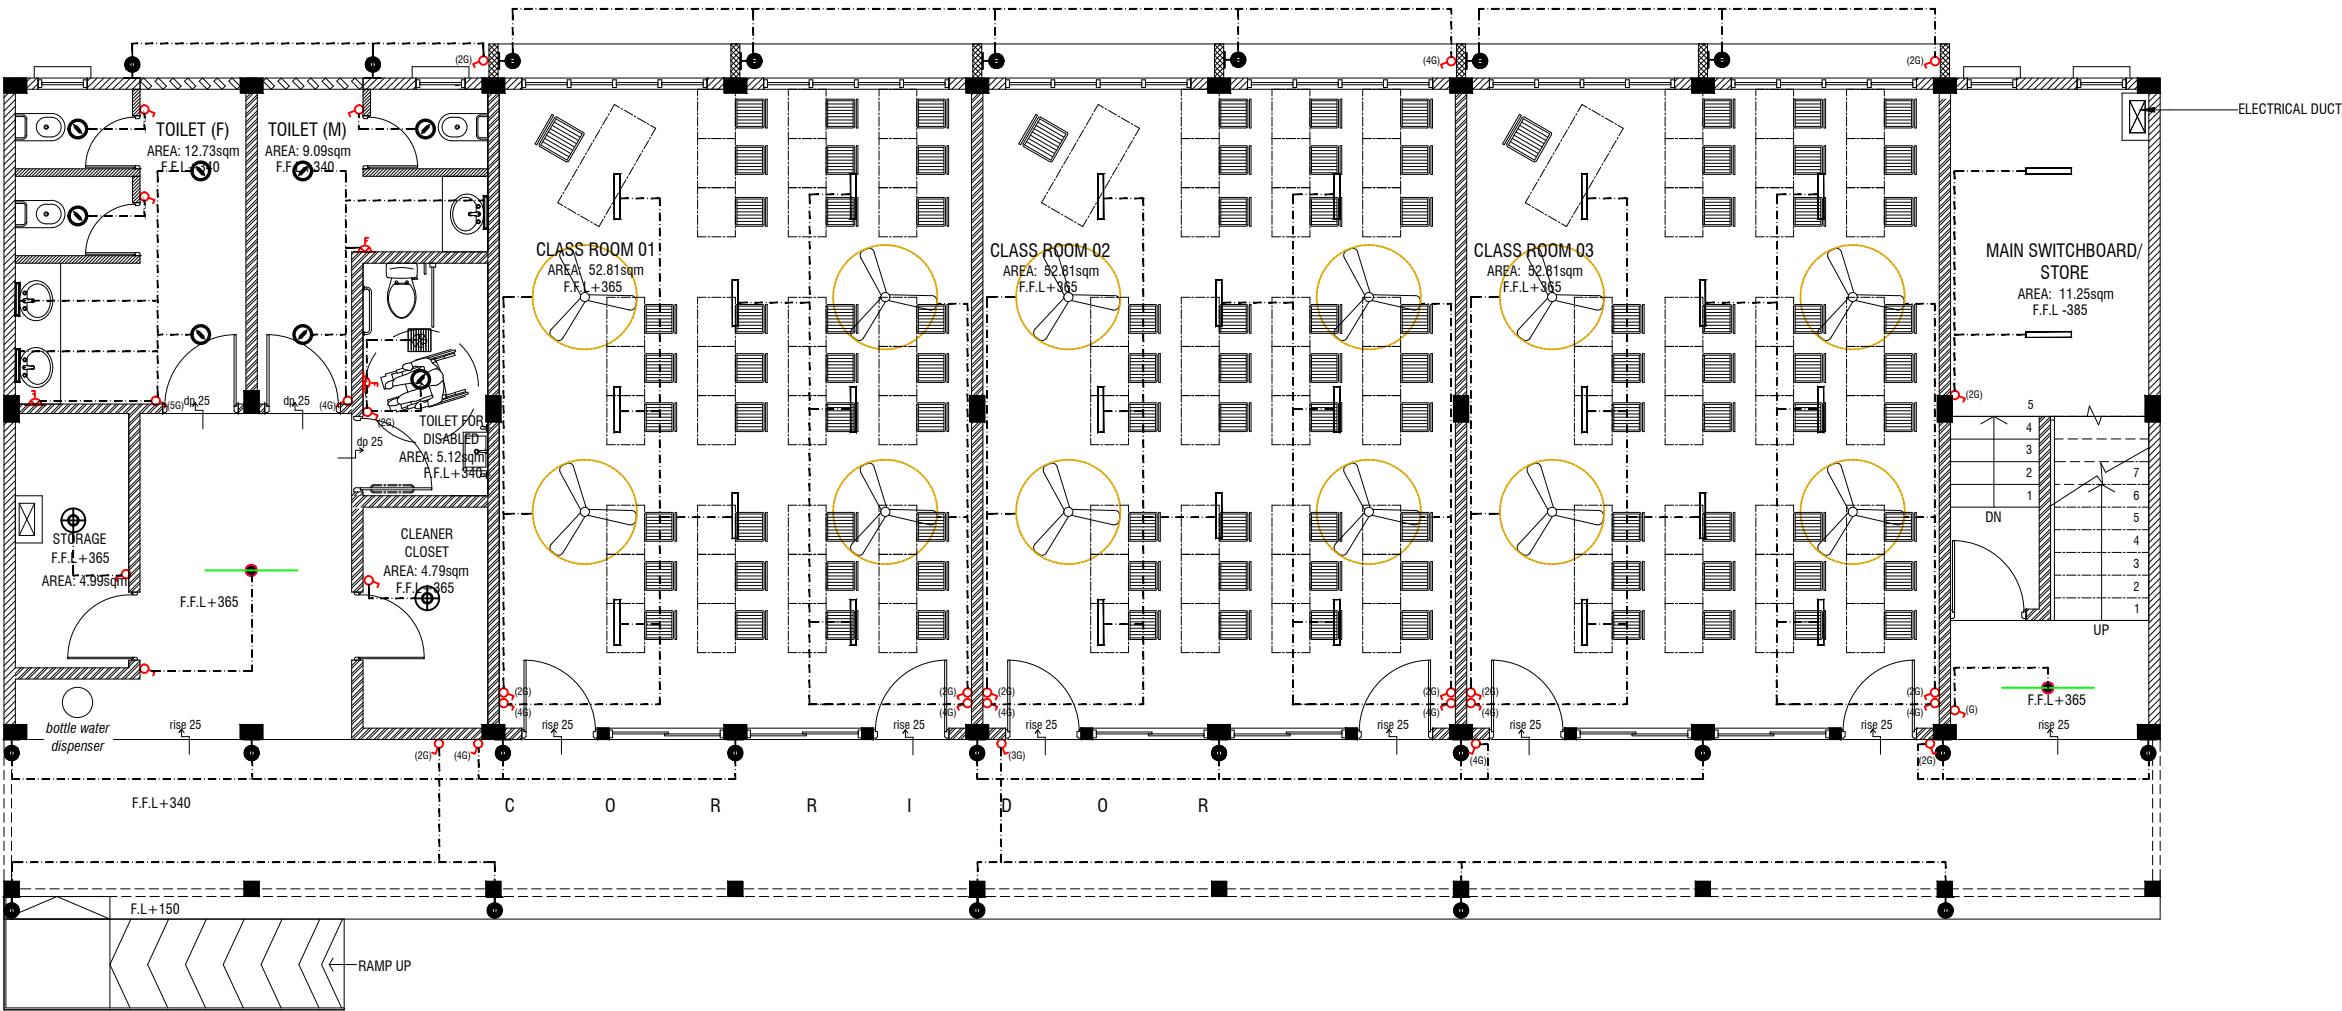 (2G)
(4G)
(2G)
ELECTRICAL DUCT
TOILET (F)
AREA: 12.73sqm
F.F.L+340
TOILET (M)
AREA: 9.09sqm
F.F.L+340
CLASS ROOM 01
AREA: 52.81sqm
F.F.L+365
CLASS ROOM 02
AREA: 52.81sqm
F.F.L+365
CLASS ROOM 03
AREA: 52.81sqm
F.F.L+365
MAIN SWITCHBOARD/
STORE
AREA: 11.25sqm
F.F.L -385
(5G)
dp 25
dp 25
(4G)
(2G)
TOILET FOR
DISABLED
AREA: 5.12sqm
F.F.L+340
dp 25
(2G)
5
4
3
2
1
DN
7
6
5
4
3
2
1
UP
STORAGE
F.F.L+365
AREA: 4.99sqm
F.F.L+365
CLEANER
CLOSET
AREA: 4.79sqm
F.F.L+365
bottle water
dispenser
rise 25
(2G)
(4G)
rise 25
(2G)
(4G)
rise 25
(2G)
(4G)
rise 25
(2G)
(4G)
rise 25
(2G)
(4G)
rise 25
(2G)
(4G)
rise 25
(G)
F.F.L+365
rise 25
(2G)
(4G)
(3G)
(4G)
(2G)
F.F.L+340
C O R R I D O R
F.L+150
RAMP UP